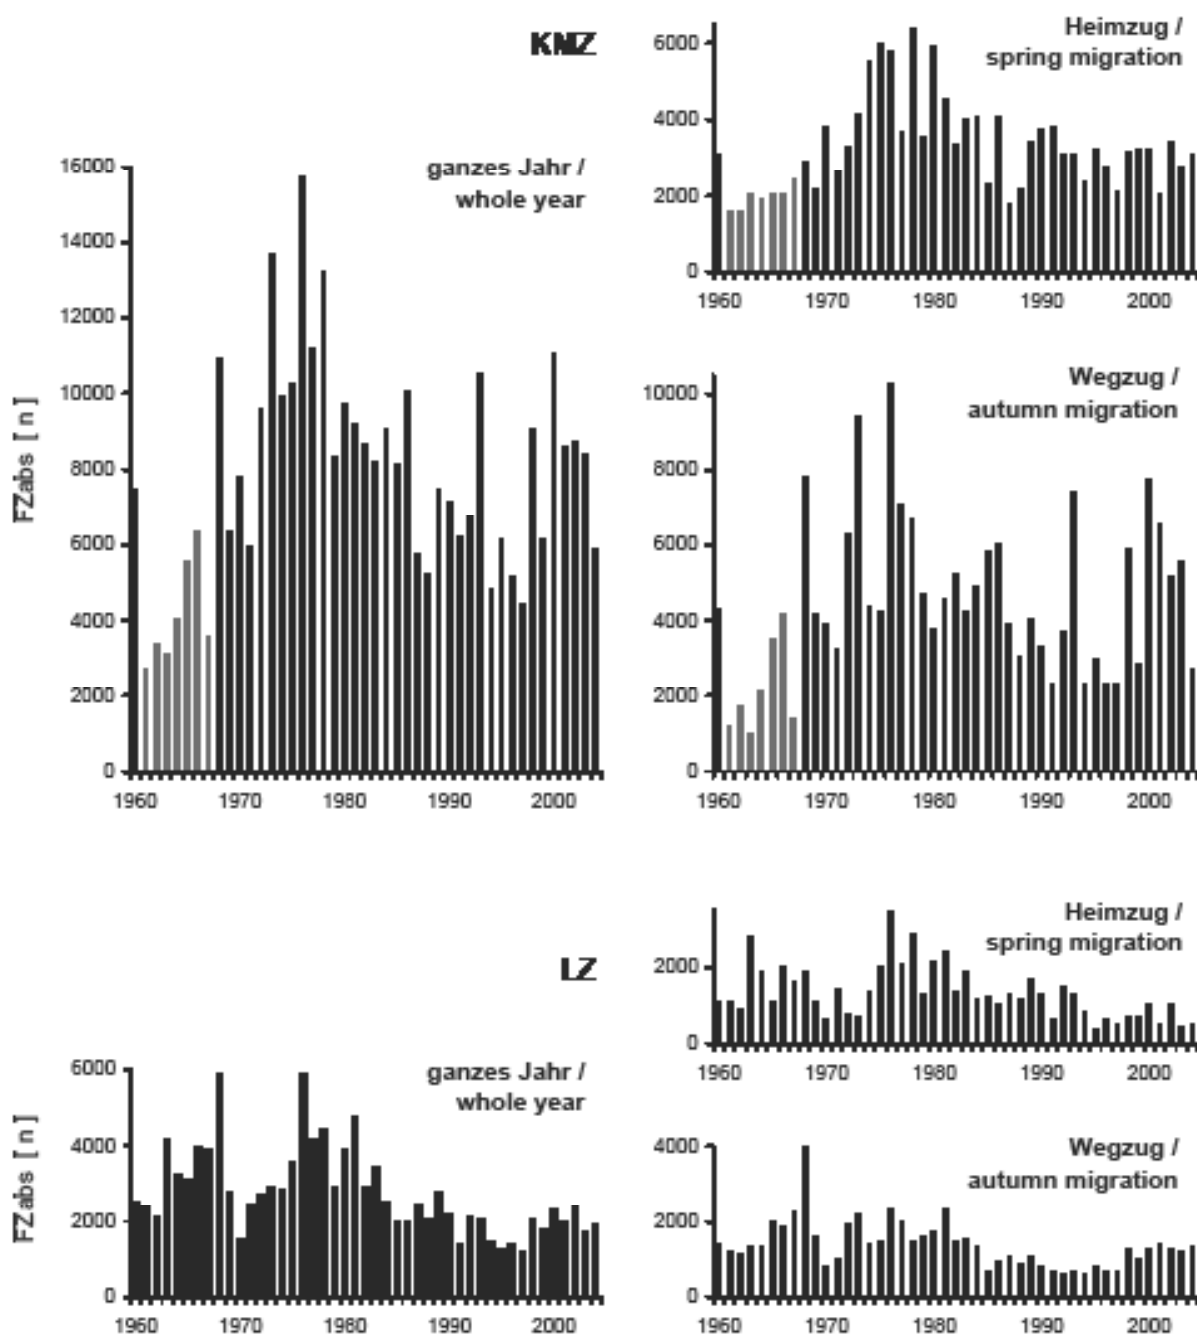 KMZ
ganzes Jahr /
whole year
16000
14000
12000
10000
8000
6000
4000
2000
0
FZabs [ n ]
1960 1970 1980 1990 2000
Heimzug /
spring migration
6000
4000
2000
0
1960 1970 1980 1990 2000
Wegzug /
autumn migration
10000
8000
6000
4000
2000
0
1960 1970 1980 1990 2000
LZ
ganzes Jahr /
whole year
6000
4000
2000
0
FZabs [ n ]
1960 1970 1980 1990 2000
Heimzug /
spring migration
2000
0
1960 1970 1980 1990 2000
Wegzug /
autumn migration
4000
2000
0
1960 1970 1980 1990 2000